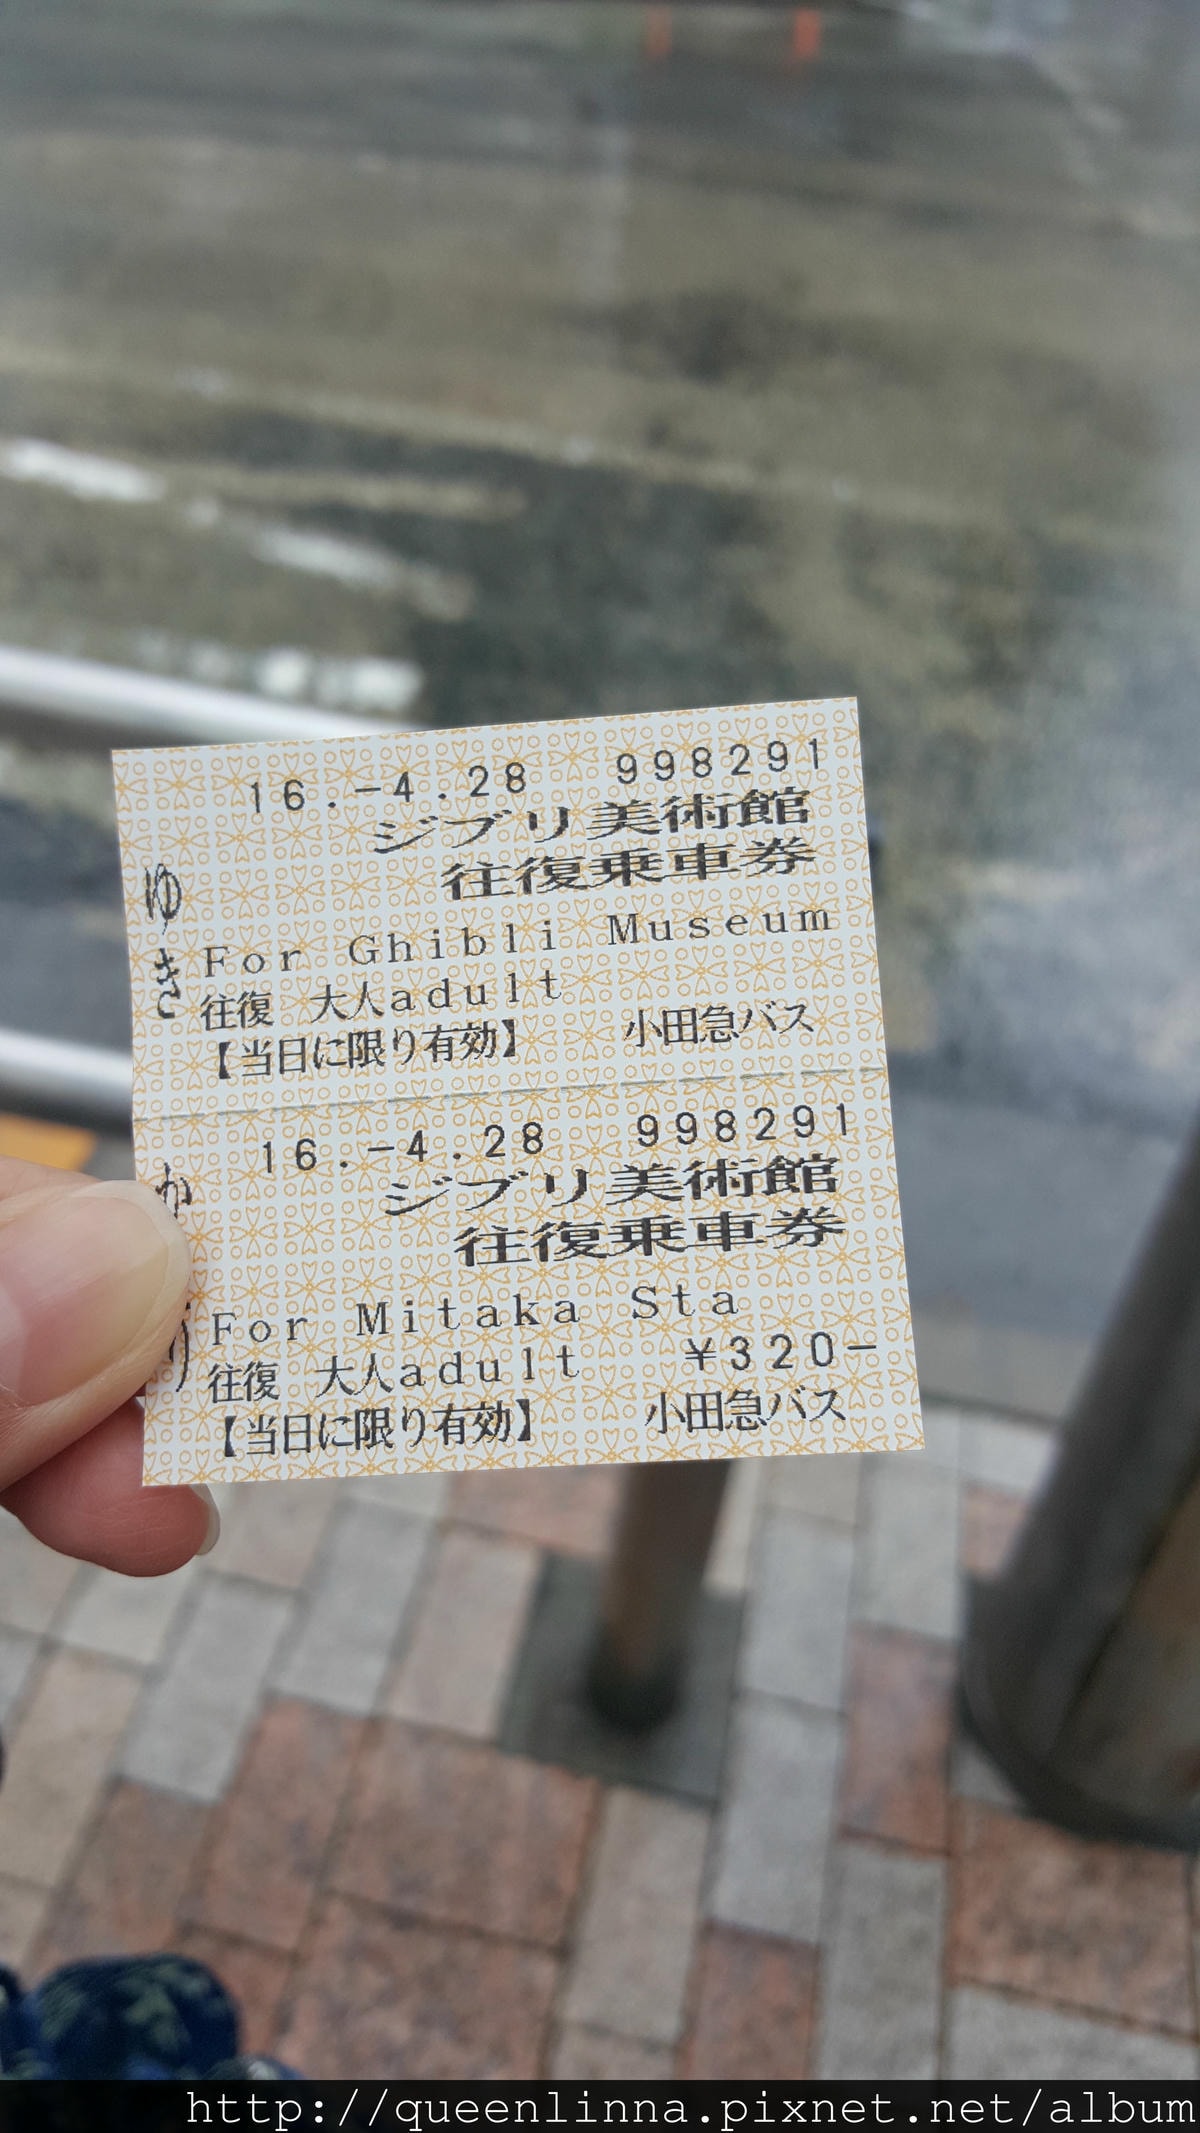 16.-4.28 998291
ジブリ美術館
往復乗車券
ゆき
For Ghibli Museum
往復 大人adult
【当日に限り有効】 小田急バス
16.-4.28 998291
ジブリ美術館
往復乗車券
か
り
For Mitaka Sta
往復 大人adult ¥320-
【当日に限り有効】 小田急バス
http://queenlinna.pixnet.net/album